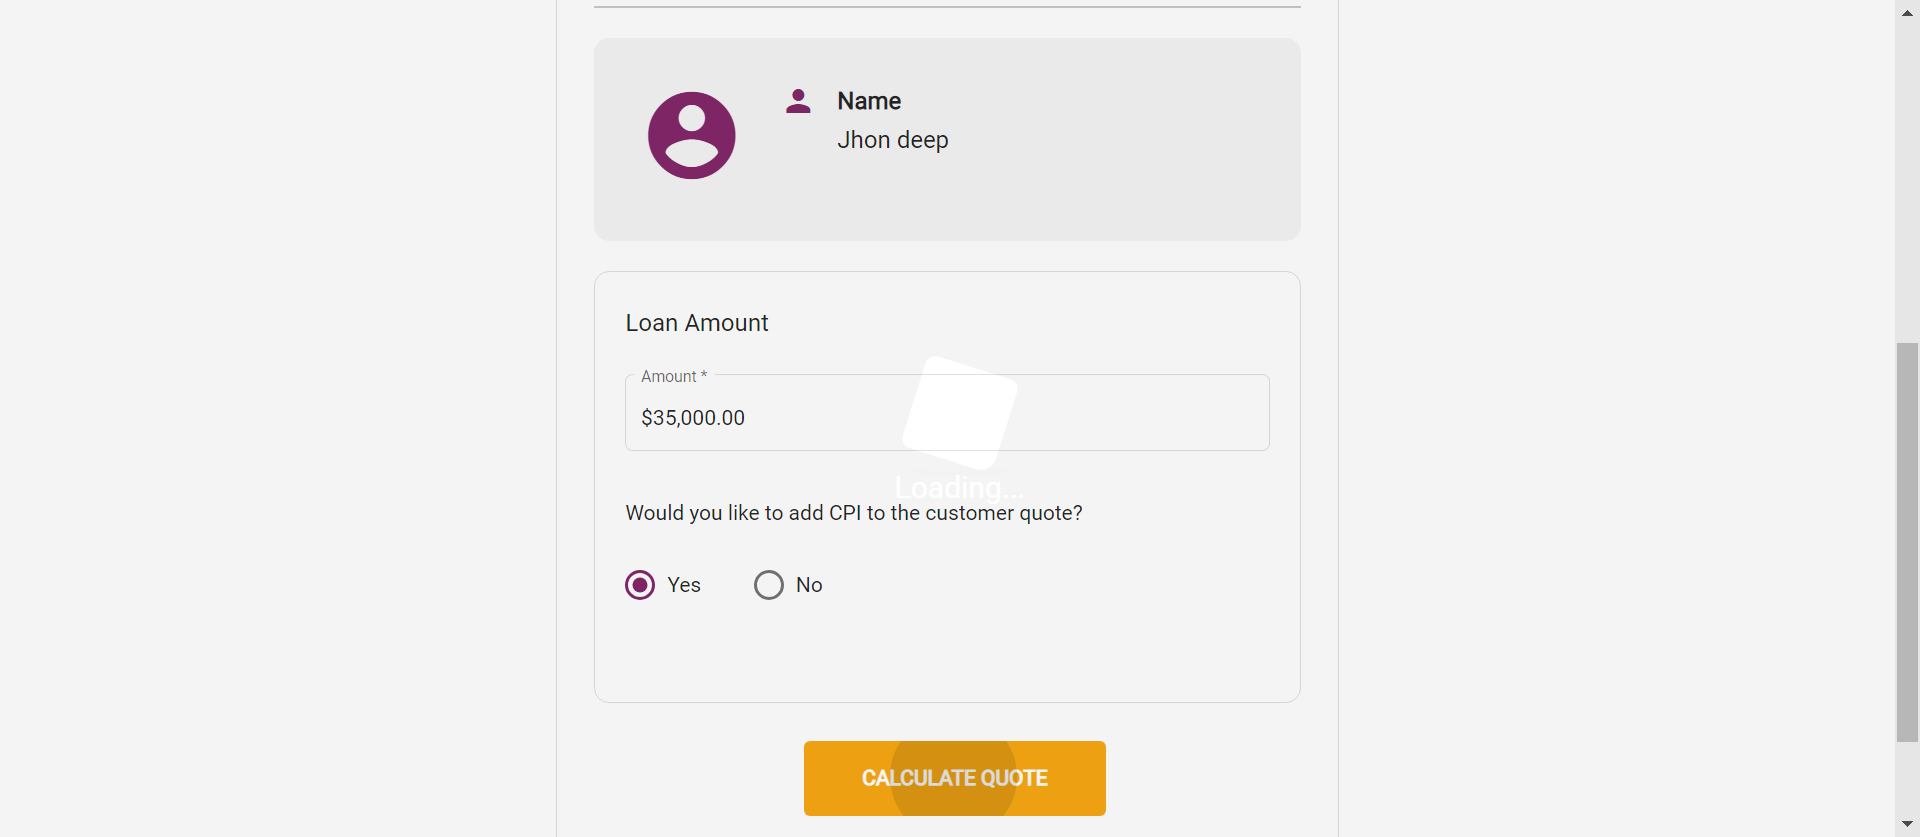 Name
Jhon deep
Loan Amount
Amount *
$35,000.00
Loading...
Would you like to add CPI to the customer quote?
Yes
No
CALCULATE QUOTE